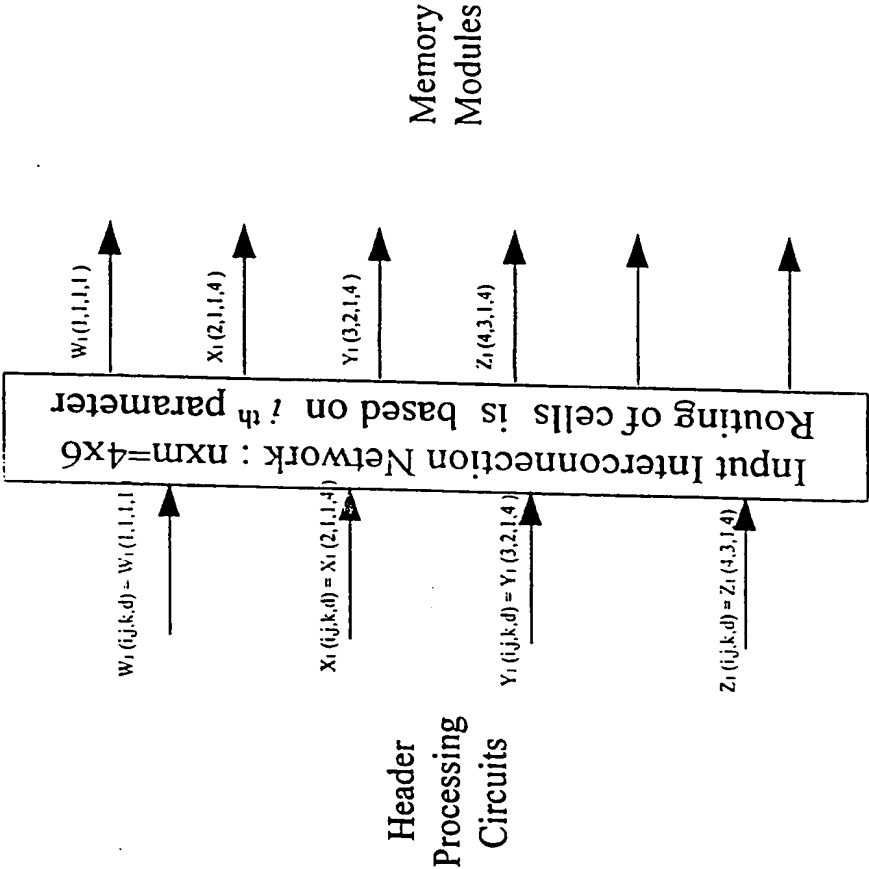 Header
Processing
Circuits
W₁ (i,j,k,d) = W₁ (1,1,1,1
X₁ (i,j,k,d) = X₁ (2,1,1,4)
Y₁ (i,j,k,d) = Y₁ (3,2,1,4)
Z₁ (i,j,k,d) = Z₁ (4,3,1,4)
Input Interconnection Network : nxm=4x6
Routing of cells is based on i th parameter
W₁ (1,1,1,1)
X₁ (2,1,1,4)
Y₁ (3,2,1,4)
Z₁ (4,3,1,4)
Memory
Modules